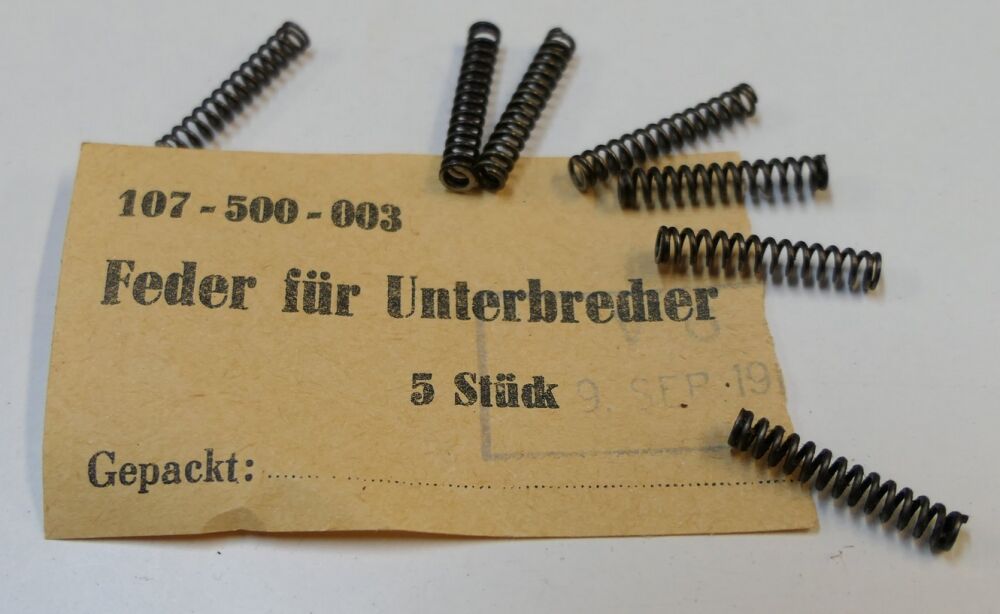 107-500-003
Feder für Unterbrecher
5 Stück
9. SEP. 19
Gepackt: